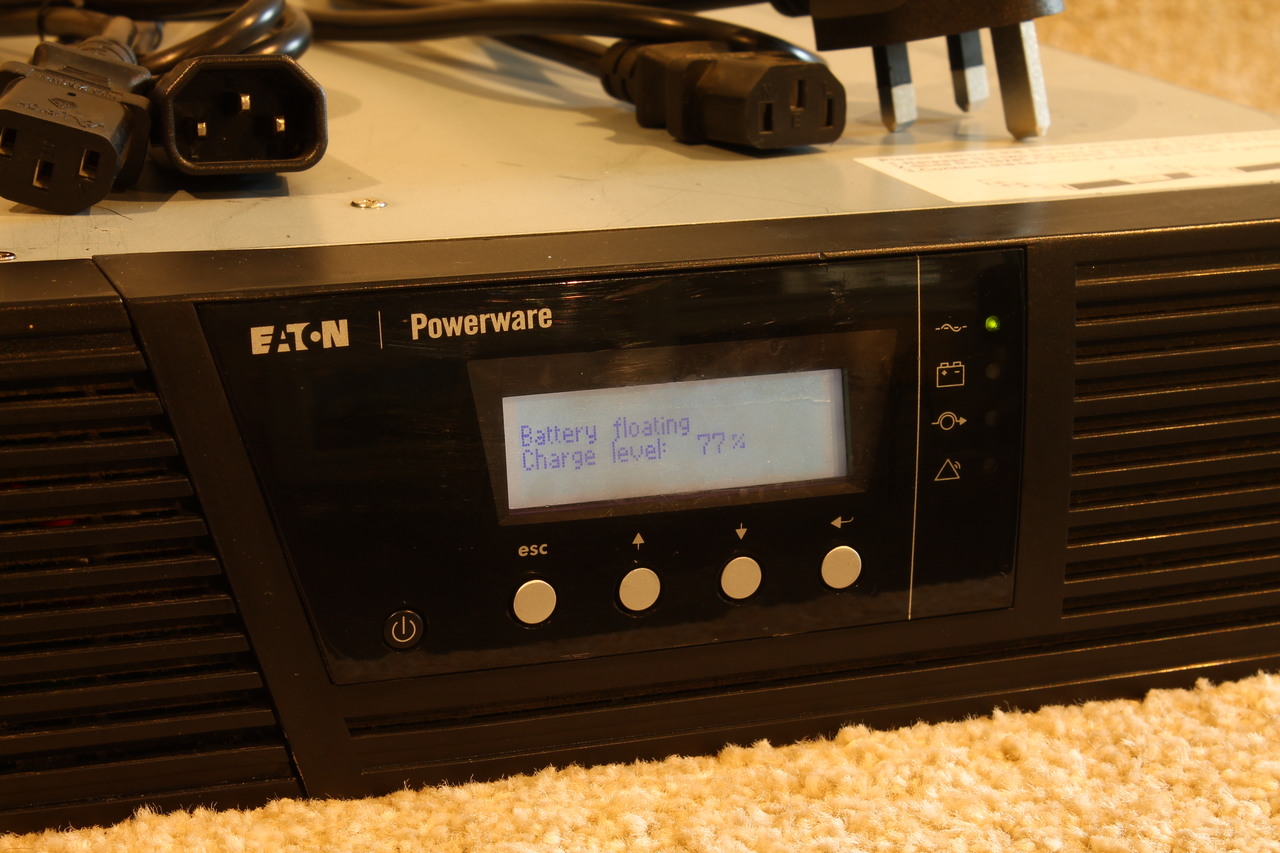 EATON
Powerware
Battery floating
Charge level: 77%
esc